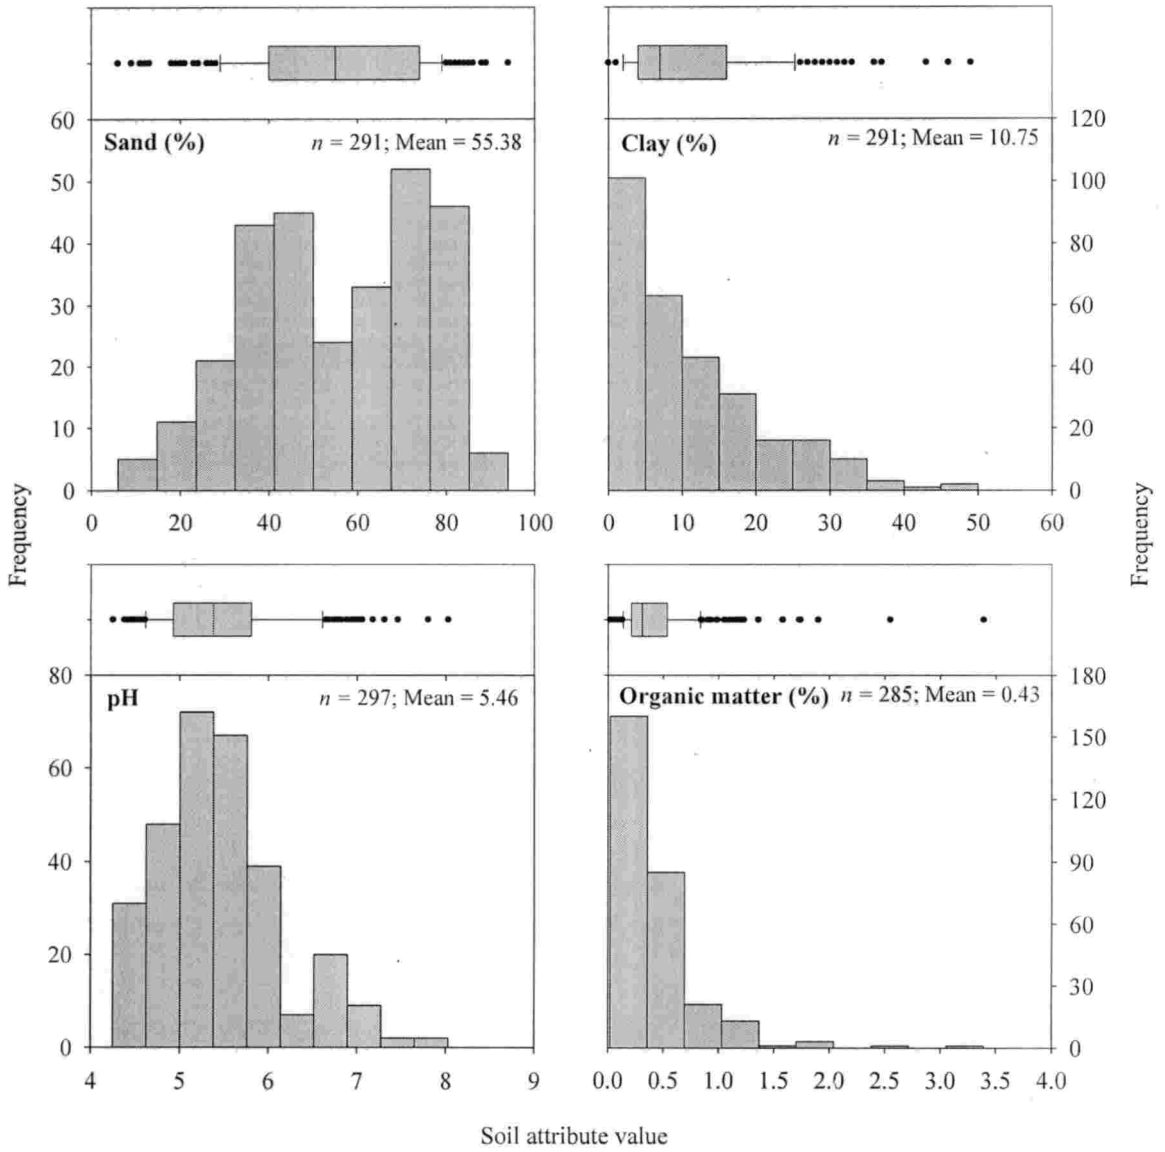 60
Sand (%) n = 291; Mean = 55.38
50
40
30
20
10
0
0 20 40 60 80 100
Clay (%) n = 291; Mean = 10.75
120
100
80
60
40
20
0
0 10 20 30 40 50 60
Frequency
Frequency
80
pH n = 297; Mean = 5.46
60
40
20
0
4 5 6 7 8 9
Organic matter (%) n = 285; Mean = 0.43
180
150
120
90
60
30
0
0.0 0.5 1.0 1.5 2.0 2.5 3.0 3.5 4.0
Soil attribute value